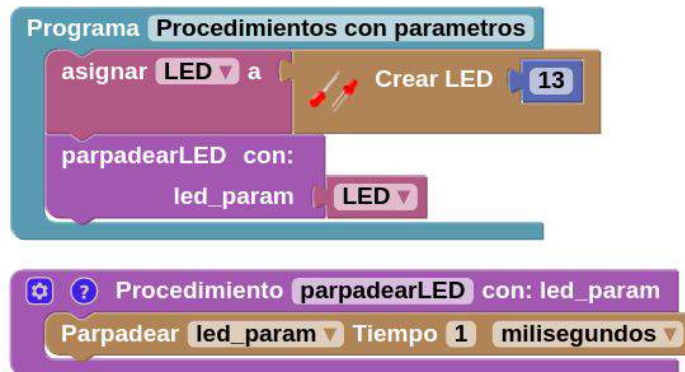 Programa Procedimientos con parametros
asignar LED a Crear LED 13
parpadearLED con:
led_param LED
? Procedimiento parpadearLED con: led_param
Parpadear led_param Tiempo 1 milisegundos